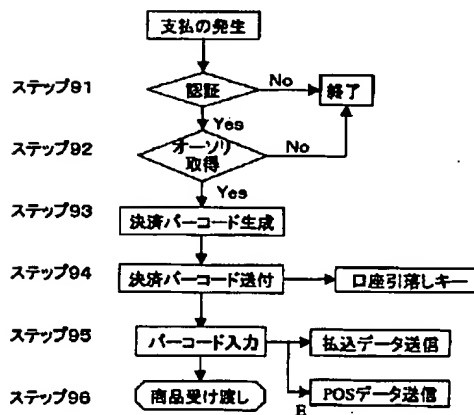 支払の発生
ステップ91
認証
No
終了
Yes
ステップ92
オーソリ
取得
No
Yes
ステップ93
決済バーコード生成
ステップ94
決済バーコード送付
口座引落しキー
ステップ95
バーコード入力
払込データ送信
ステップ96
商品受け渡し
POSデータ送信
B